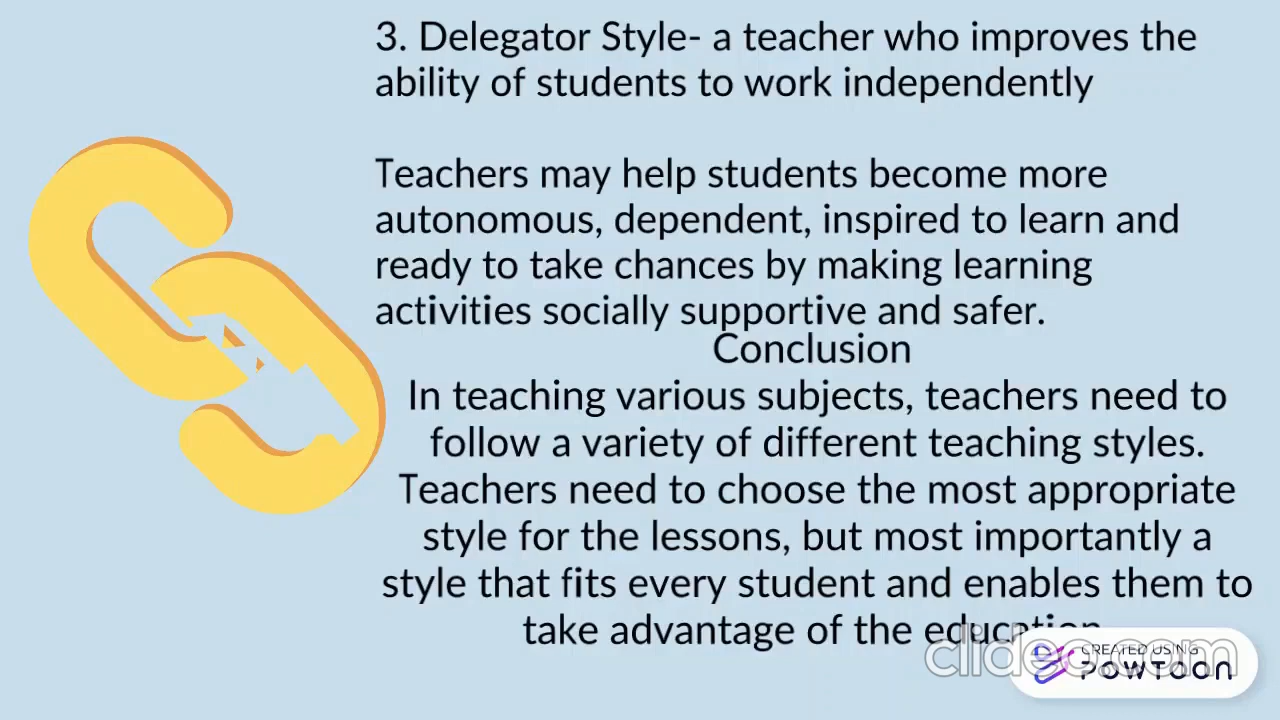 3. Delegator Style- a teacher who improves the
ability of students to work independently
Teachers may help students become more
autonomous, dependent, inspired to learn and
ready to take chances by making learning
activities socially supportive and safer.
Conclusion
In teaching various subjects, teachers need to
follow a variety of different teaching styles.
Teachers need to choose the most appropriate
style for the lessons, but most importantly a
style that fits every student and enables them to
take advantage of the education
clideo.com
CREATED USING
POWTOON